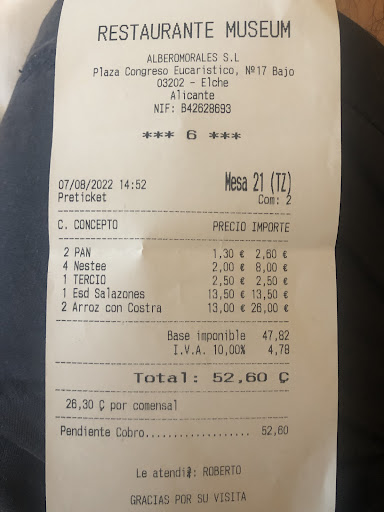 RESTAURANTE MUSEUM
ALBEROMORALES S.L
Plaza Congreso Eucaristico, Nº17 Bajo
03202 - Elche
Alicante
NIF: B42628693
*** 6 ***
07/08/2022 14:52 Mesa 21 (TZ)
Preticket Com: 2
C. CONCEPTO PRECIO IMPORTE
2 PAN 1,30 € 2,60 €
4 Nestee 2,00 € 8,00 €
1 TERCIO 2,50 € 2,50 €
1 Esd Salazones 13,50 € 13,50 €
2 Arroz con Costra 13,00 € 26,00 €
Base imponible 47,82
I.V.A. 10,00% 4,78
Total: 52,60 Ç
26,30 Ç por comensal
Pendiente Cobro................... 52,60
Le atendi: ROBERTO
GRACIAS POR SU VISITA